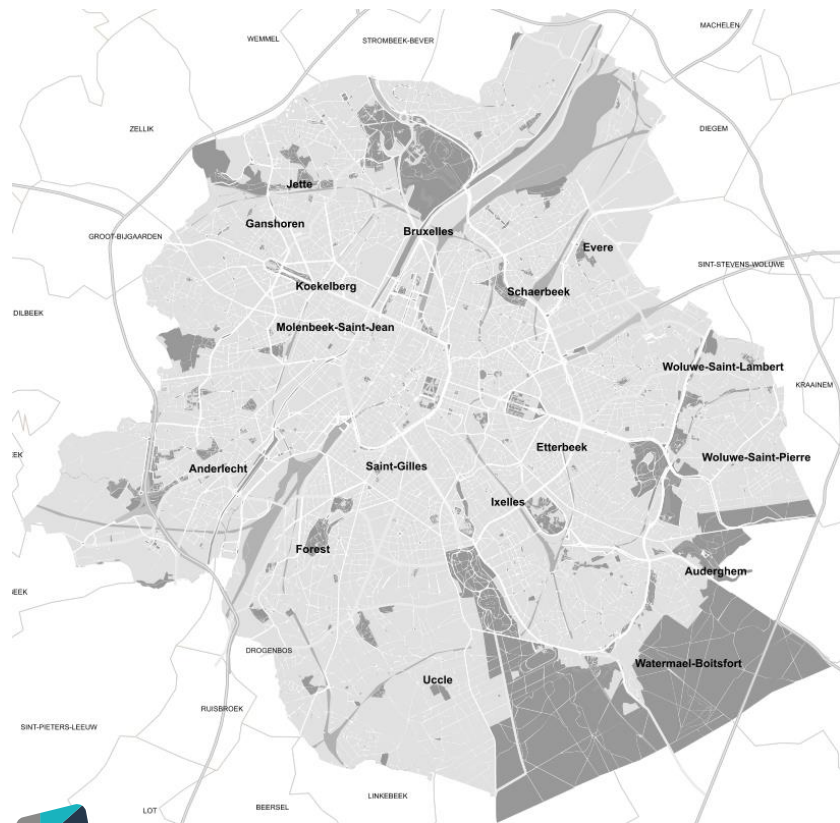 MACHELEN
WEMMEL
STROMBEEK-BEVER
ZELLIK
DIEGEM
Jette
Ganshoren
Bruxelles
GROOT-BIJGAARDEN
Evere
SINT-STEVENS-WOLUWE
Koekelberg
Schaerbeek
DILBEEK
Molenbeek-Saint-Jean
Woluwe-Saint-Lambert
KRAAINEM
Etterbeek
EK
Woluwe-Saint-Pierre
Anderlecht
Saint-Gilles
Ixelles
Forest
Auderghem
BEEK
DROGENBOS
Watermael-Boitsfort
Uccle
RUISBROEK
SINT-PIETERS-LEEUW
LINKEBEEK
LOT
BEERSEL